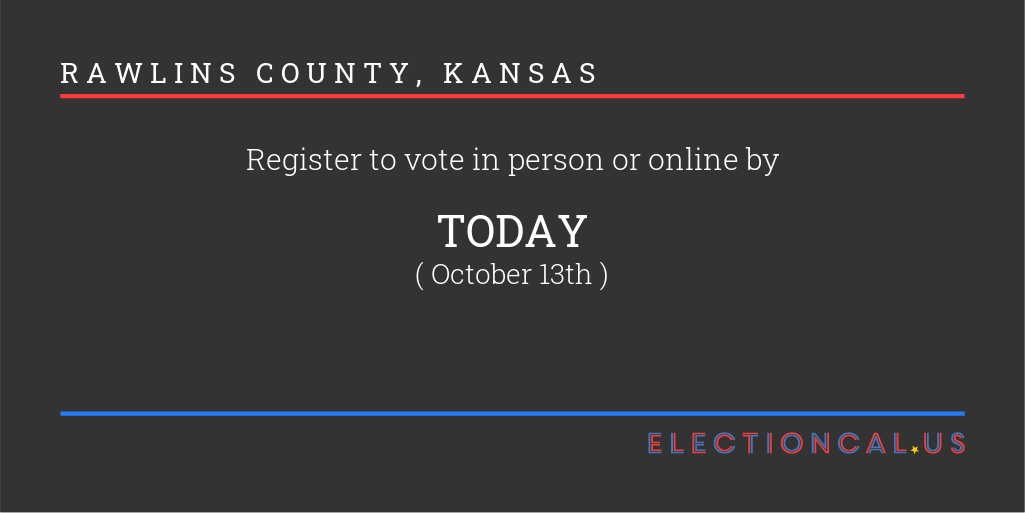 RAWLINS COUNTY, KANSAS
Register to vote in person or online by
TODAY
( October 13th )
ELECTIONCAL.US